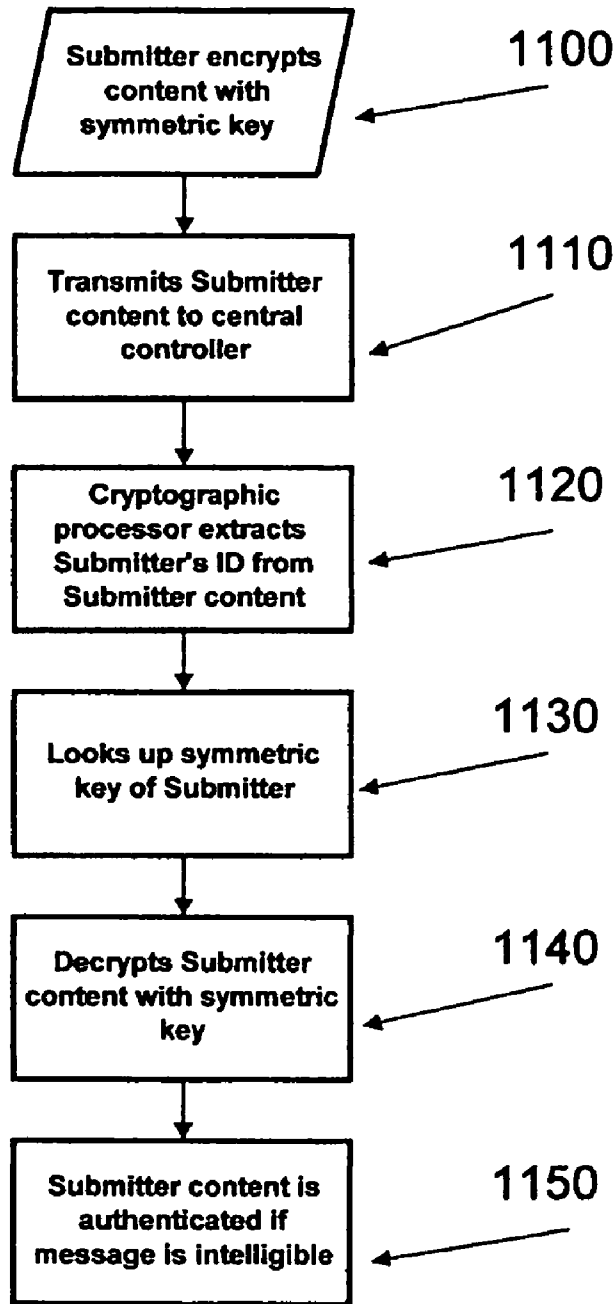 Submitter encrypts
content with
symmetric key
1100
Transmits Submitter
content to central
controller
1110
Cryptographic
processor extracts
Submitter's ID from
Submitter content
1120
Looks up symmetric
key of Submitter
1130
Decrypts Submitter
content with symmetric
key
1140
Submitter content is
authenticated if
message is intelligible
1150